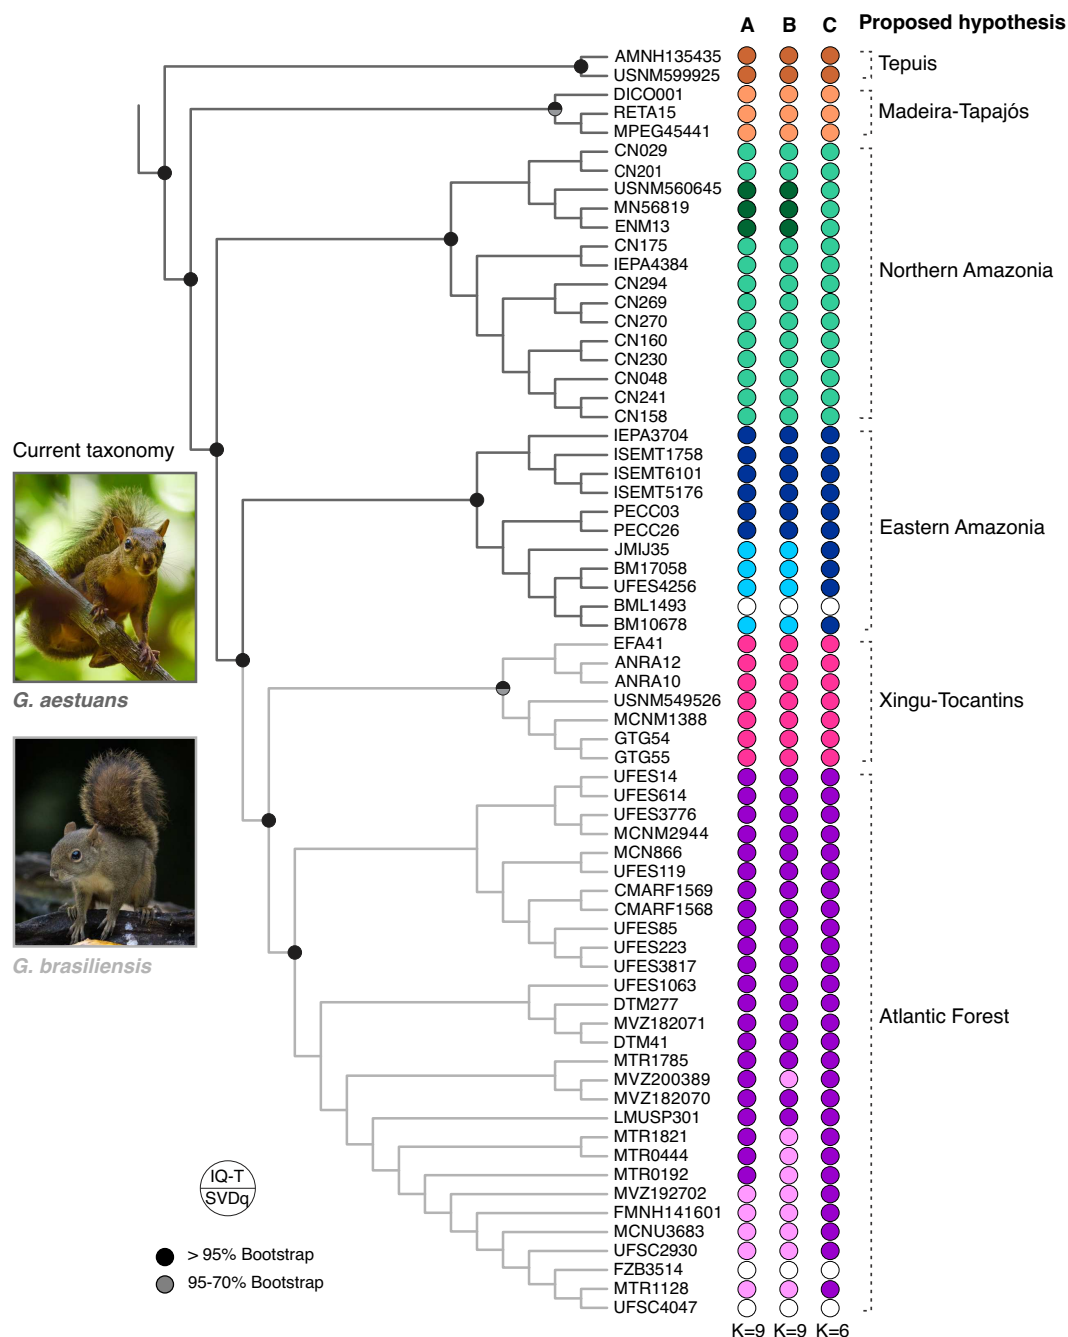 A B C Proposed hypothesis
AMNH135435
USNM599925
Tepuis
DICO001
RETA15
MPEG45441
Madeira-Tapajós
CN029
CN201
USNM560645
MN56819
ENM13
CN175
IEPA4384
CN294
CN269
CN270
CN160
CN230
CN048
CN241
CN158
Northern Amazonia
IEPA3704
ISEMT1758
ISEMT6101
ISEMT5176
PECC03
PECC26
JMIJ35
BM17058
UFES4256
BML1493
BM10678
Eastern Amazonia
EFA41
ANRA12
ANRA10
USNM549526
MCNM1388
GTG54
GTG55
Xingu-Tocantins
UFES14
UFES614
UFES3776
MCNM2944
MCN866
UFES119
CMARF1569
CMARF1568
UFES85
UFES223
UFES3817
UFES1063
DTM277
MVZ182071
DTM41
MTR1785
MVZ200389
MVZ182070
LMUSP301
MTR1821
MTR0444
MTR0192
MVZ192702
FMNH141601
MCNU3683
UFSC2930
FZB3514
MTR1128
UFSC4047
Atlantic Forest
K=9 K=9 K=6
Current taxonomy
G. aestuans
G. brasiliensis
IQ-T
SVDq
> 95% Bootstrap
95-70% Bootstrap